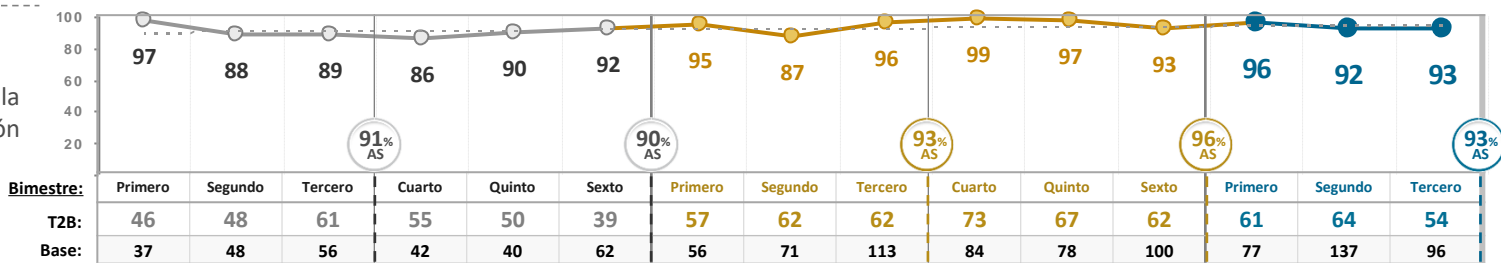 100
80
60
40
20
la
ón
97 88 89 86 90 92 95 87 96 99 97 93 96 92 93
91% AS 90% AS 93% AS 96% AS 93% AS
Bimestre: Primero Segundo Tercero Cuarto Quinto Sexto Primero Segundo Tercero Cuarto Quinto Sexto Primero Segundo Tercero
T2B: 46 48 61 55 50 39 57 62 62 73 67 62 61 64 54
Base: 37 48 56 42 40 62 56 71 113 84 78 100 77 137 96